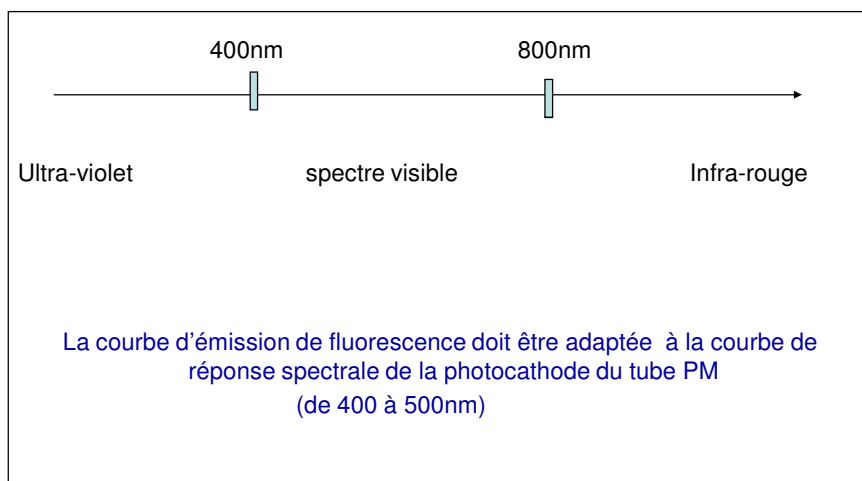 400nm 800nm
Ultra-violet spectre visible Infra-rouge
La courbe d'émission de fluorescence doit être adaptée à la courbe de
réponse spectrale de la photocathode du tube PM
(de 400 à 500nm)